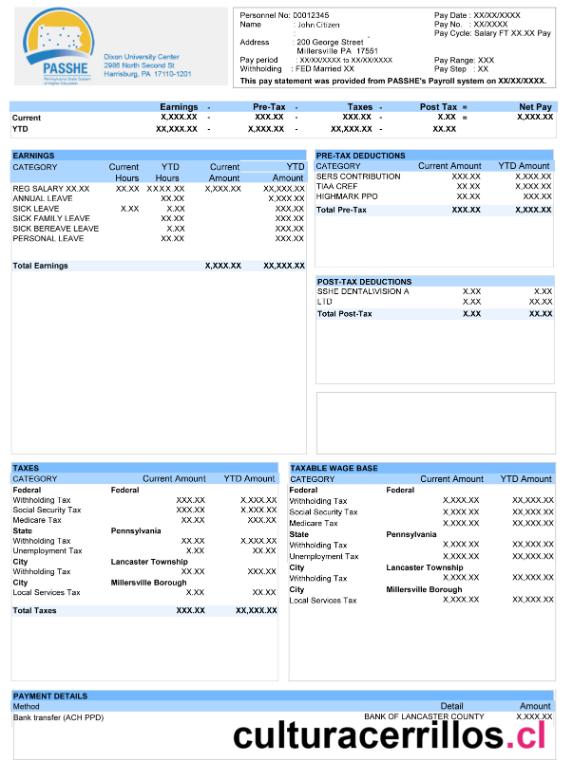 PASSHE
Pennsylvania State System
of Higher Education
Dixon University Center
2986 North Second St
Harrisburg, PA 17110-1201
Personnel No: 00012345
Name : John Citizen
:
Address : 200 George Street
Millersville PA 17551
Pay period : XX/XX/XXXX to XX/XX/XXXX
Withholding : FED Married XX
Pay Date : XX/XX/XXXX
Pay No. : XX/XXXX
Pay Cycle: Salary FT XX.XX Pay
Pay Range: XXX
Pay Step : XX
This pay statement was provided from PASSHE's Payroll system on XX/XX/XXXX.
Earnings - Pre-Tax - Taxes - Post Tax = Net Pay
Current X,XXX.XX - XXX.XX - XXX.XX - X.XX = X,XXX.XX
YTD XX,XXX.XX - X,XXX.XX - XX,XXX.XX - XX.XX
EARNINGS
CATEGORY Current Hours YTD Hours Current Amount YTD Amount
REG SALARY XX.XX XX.XX XXXX.XX X,XXX.XX XX,XXX.XX
ANNUAL LEAVE XX.XX X,XXX.XX
SICK LEAVE X.XX X.XX XXX.XX
SICK FAMILY LEAVE XX.XX XXX.XX
SICK BEREAVE LEAVE X.XX XXX.XX
PERSONAL LEAVE XX.XX XXX.XX
Total Earnings X,XXX.XX XX,XXX.XX
PRE-TAX DEDUCTIONS
CATEGORY Current Amount YTD Amount
SERS CONTRIBUTION XXX.XX X,XXX.XX
TIAA CREF XX.XX X,XXX.XX
HIGHMARK PPO XX.XX XXX.XX
Total Pre-Tax XXX.XX X,XXX.XX
POST-TAX DEDUCTIONS
SSHE DENTAL/VISION A X.XX XX.XX
LTD X.XX XX.XX
Total Post-Tax X.XX XX.XX
TAXES
CATEGORY Current Amount YTD Amount
Federal Federal
Withholding Tax XXX.XX X,XXX.XX
Social Security Tax XXX.XX X,XXX.XX
Medicare Tax XX.XX XXX.XX
State Pennsylvania
Withholding Tax XX.XX X,XXX.XX
Unemployment Tax X.XX XX.XX
City Lancaster Township
Withholding Tax XX.XX XXX.XX
City Millersville Borough
Local Services Tax X.XX XX.XX
Total Taxes XXX.XX XX,XXX.XX
TAXABLE WAGE BASE
CATEGORY Current Amount YTD Amount
Federal Federal
Withholding Tax X,XXX.XX XX,XXX.XX
Social Security Tax X,XXX.XX XX,XXX.XX
Medicare Tax X,XXX.XX XX,XXX.XX
State Pennsylvania
Withholding Tax X,XXX.XX XX,XXX.XX
Unemployment Tax X,XXX.XX XX,XXX.XX
City Lancaster Township
Withholding Tax X,XXX.XX XX,XXX.XX
City Millersville Borough
Local Services Tax X,XXX.XX XX,XXX.XX
PAYMENT DETAILS
Method Detail Amount
Bank transfer (ACH PPD) BANK OF LANCASTER COUNTY X,XXX.XX
culturacerrillos.cl